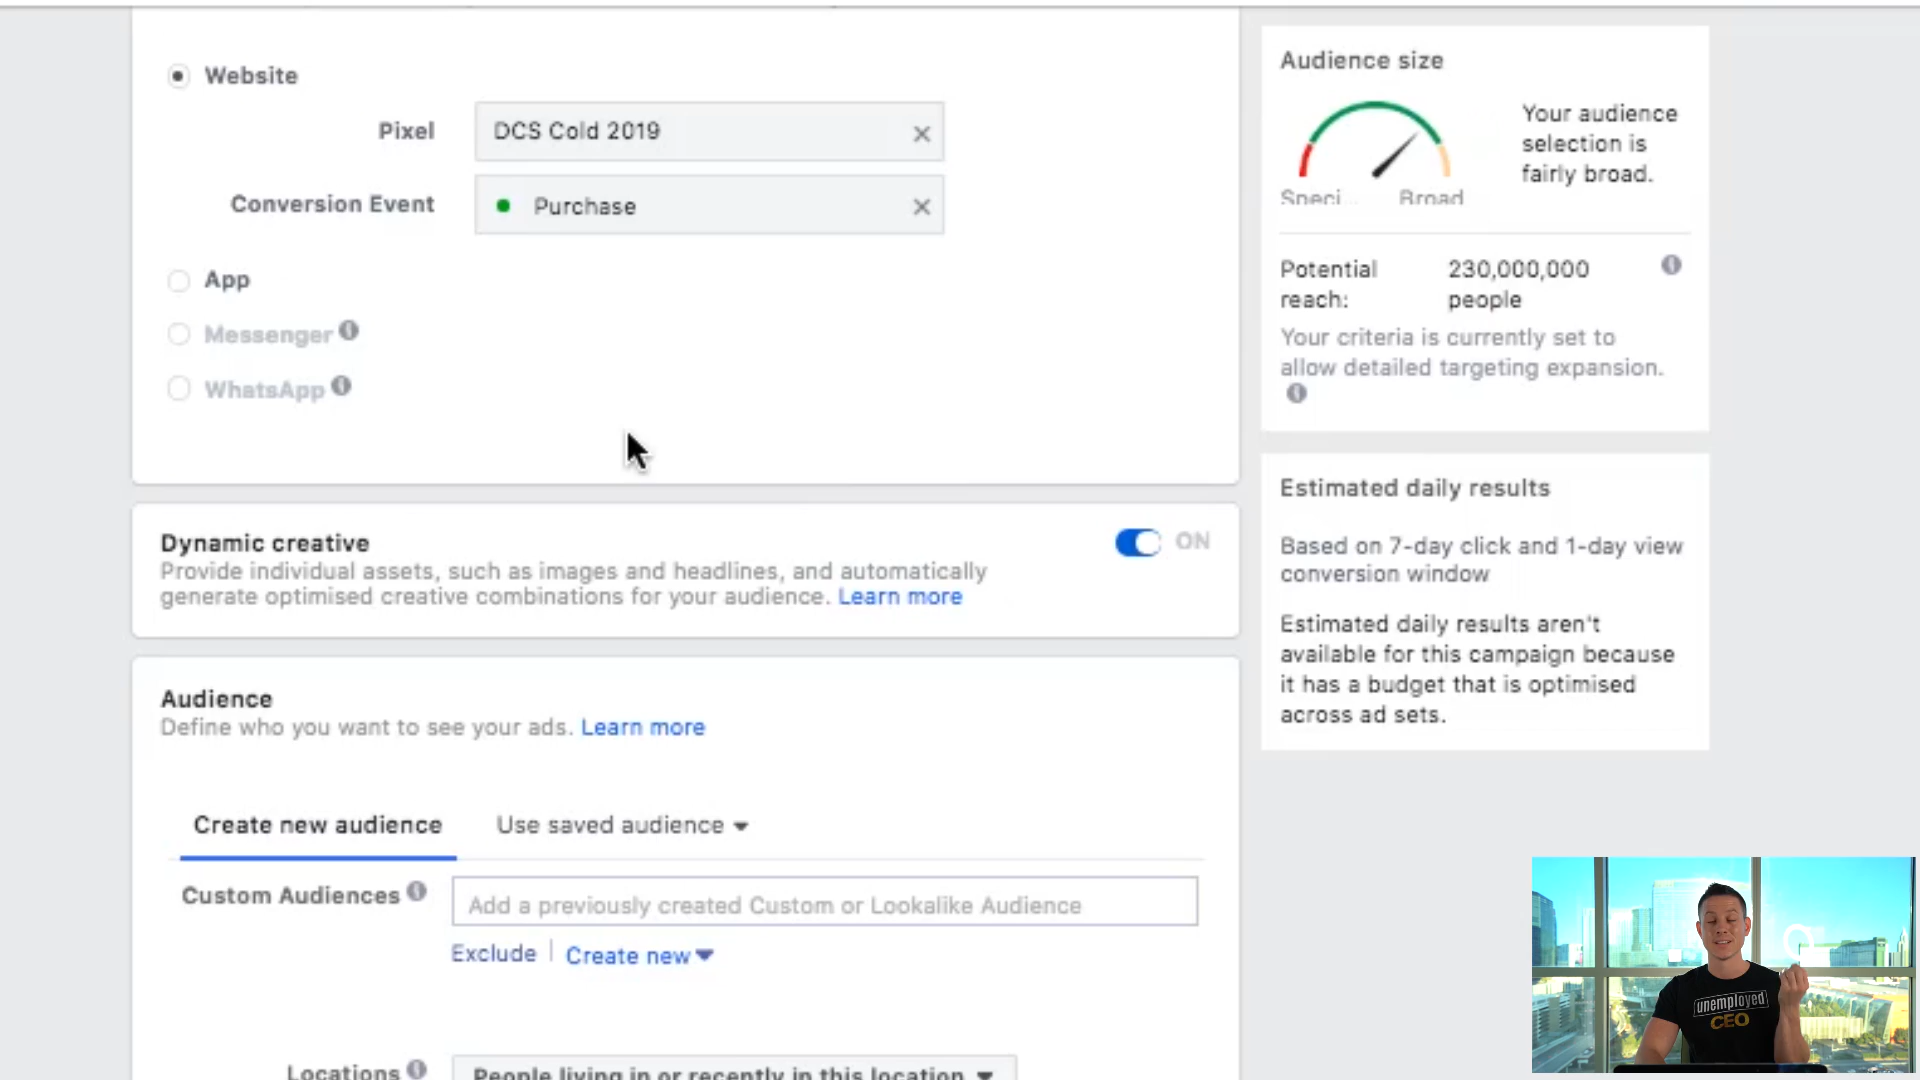 Website
Pixel
DCS Cold 2019
Conversion Event
Purchase
App
Messenger
WhatsApp
Dynamic creative
ON
Provide individual assets, such as images and headlines, and automatically
generate optimised creative combinations for your audience. Learn more
Audience
Define who you want to see your ads. Learn more
Create new audience
Use saved audience
Custom Audiences
Add a previously created Custom or Lookalike Audience
Exclude
Create new
Locations
People living in or recently in this location
Audience size
Your audience
selection is
fairly broad.
Speci...
Broad
Potential
reach:
230,000,000
people
Your criteria is currently set to
allow detailed targeting expansion.
Estimated daily results
Based on 7-day click and 1-day view
conversion window
Estimated daily results aren't
available for this campaign because
it has a budget that is optimised
across ad sets.
unemployed
CEO